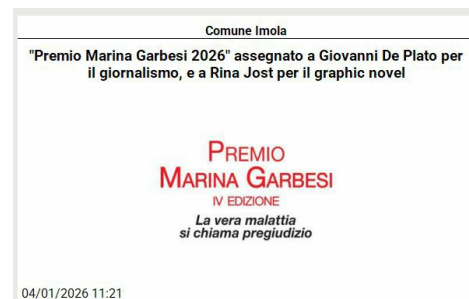 Comune Imola
"Premio Marina Garbesi 2026" assegnato a Giovanni De Plato per
il giornalismo, e a Rina Jost per il graphic novel
PREMIO
MARINA GARBESI
IV EDIZIONE
La vera malattia
si chiama pregiudizio
04/01/2026 11:21